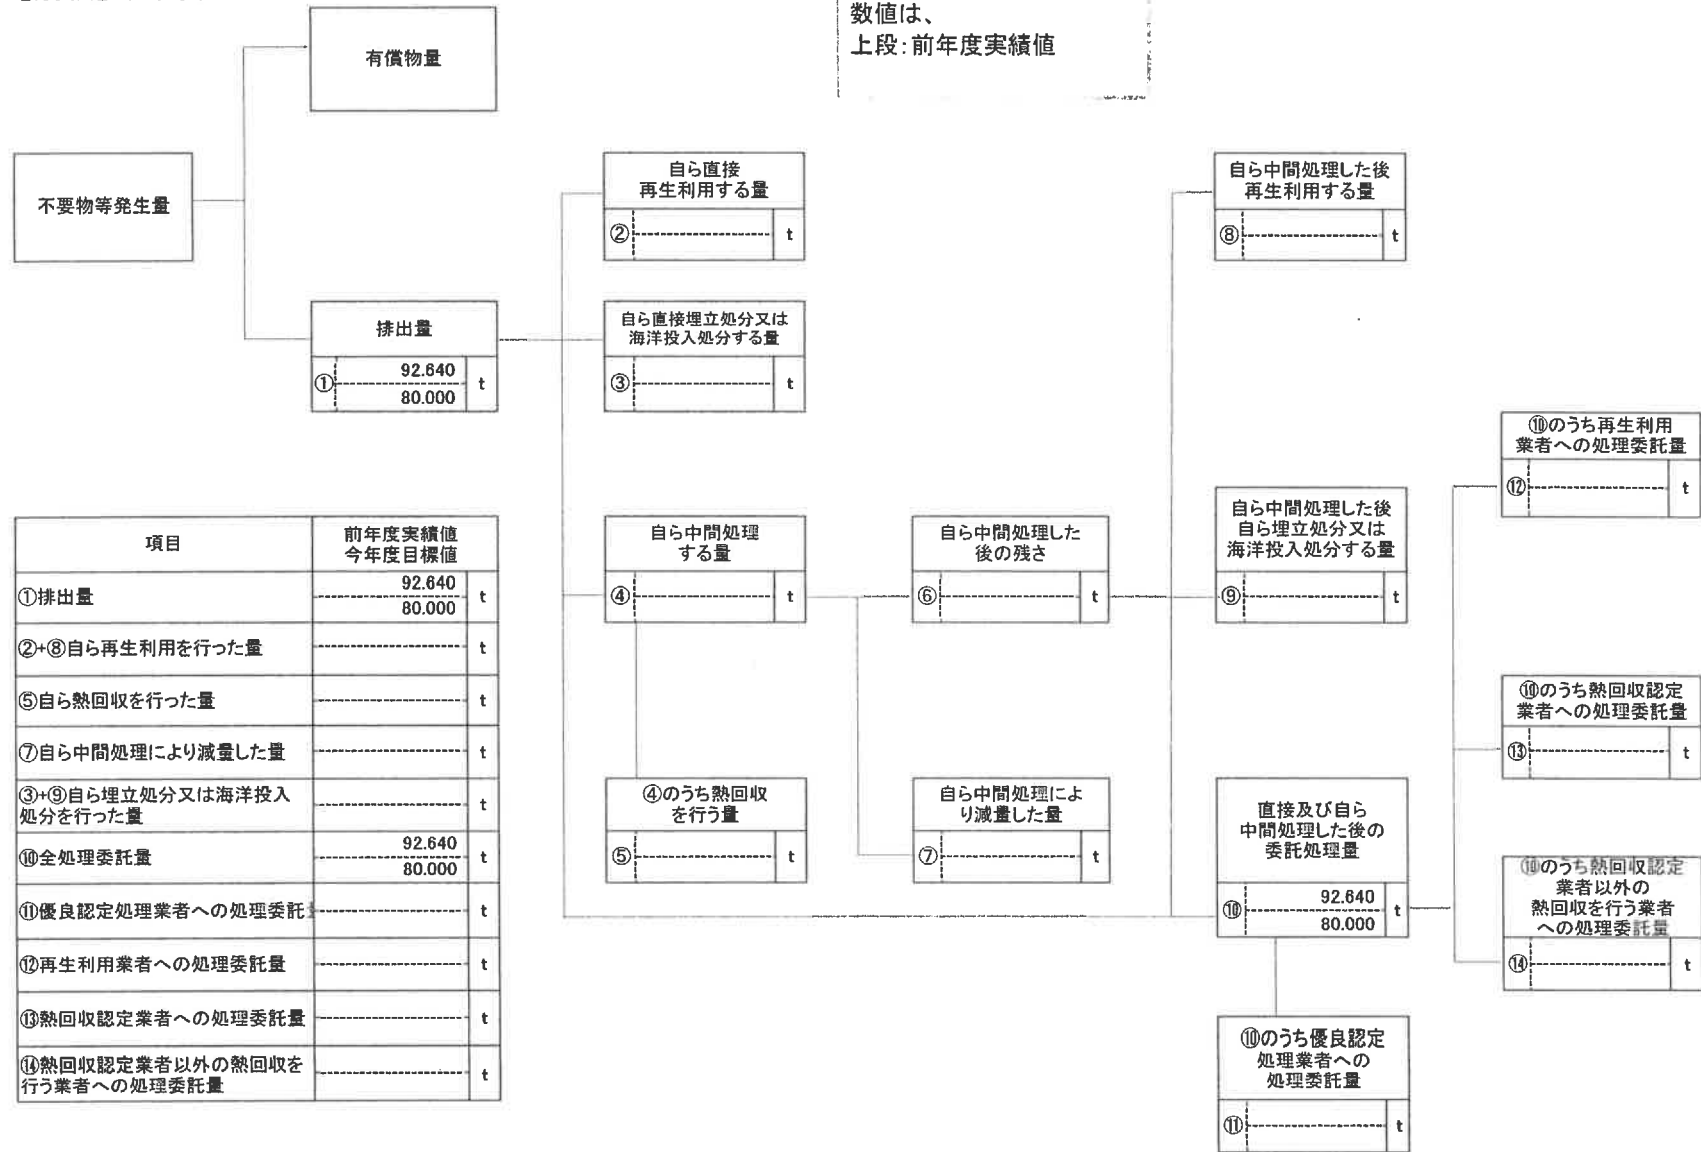 数値は、
上段:前年度実績値
有償物量
不要物等発生量
排出量
① 92.640 t
80.000
自ら直接
再生利用する量
② t
自ら直接埋立処分又は
海洋投入処分する量
③ t
自ら中間処理
する量
④ t
④のうち熱回収
を行う量
⑤ t
自ら中間処理した
後の残さ
⑥ t
自ら中間処理によ
り減量した量
⑦ t
自ら中間処理した後
再生利用する量
⑧ t
自ら中間処理した後
自ら埋立処分又は
海洋投入処分する量
⑨ t
直接及び自ら
中間処理した後の
委託処理量
⑩ 92.640 t
80.000
⑩のうち優良認定
処理業者への
処理委託量
⑪ t
⑩のうち再生利用
業者への処理委託量
⑫ t
⑩のうち熱回収認定
業者への処理委託量
⑬ t
⑩のうち熱回収認定
業者以外の
熱回収を行う業者
への処理委託量
⑭ t
項目 前年度実績値
今年度目標値
①排出量 92.640 t
80.000
②+⑧自ら再生利用を行った量 t
⑤自ら熱回収を行った量 t
⑦自ら中間処理により減量した量 t
③+⑨自ら埋立処分又は海洋投入
処分を行った量 t
⑩全処理委託量 92.640 t
80.000
⑪優良認定処理業者への処理委託 t
⑫再生利用業者への処理委託量 t
⑬熱回収認定業者への処理委託量 t
⑭熱回収認定業者以外の熱回収を
行う業者への処理委託量 t